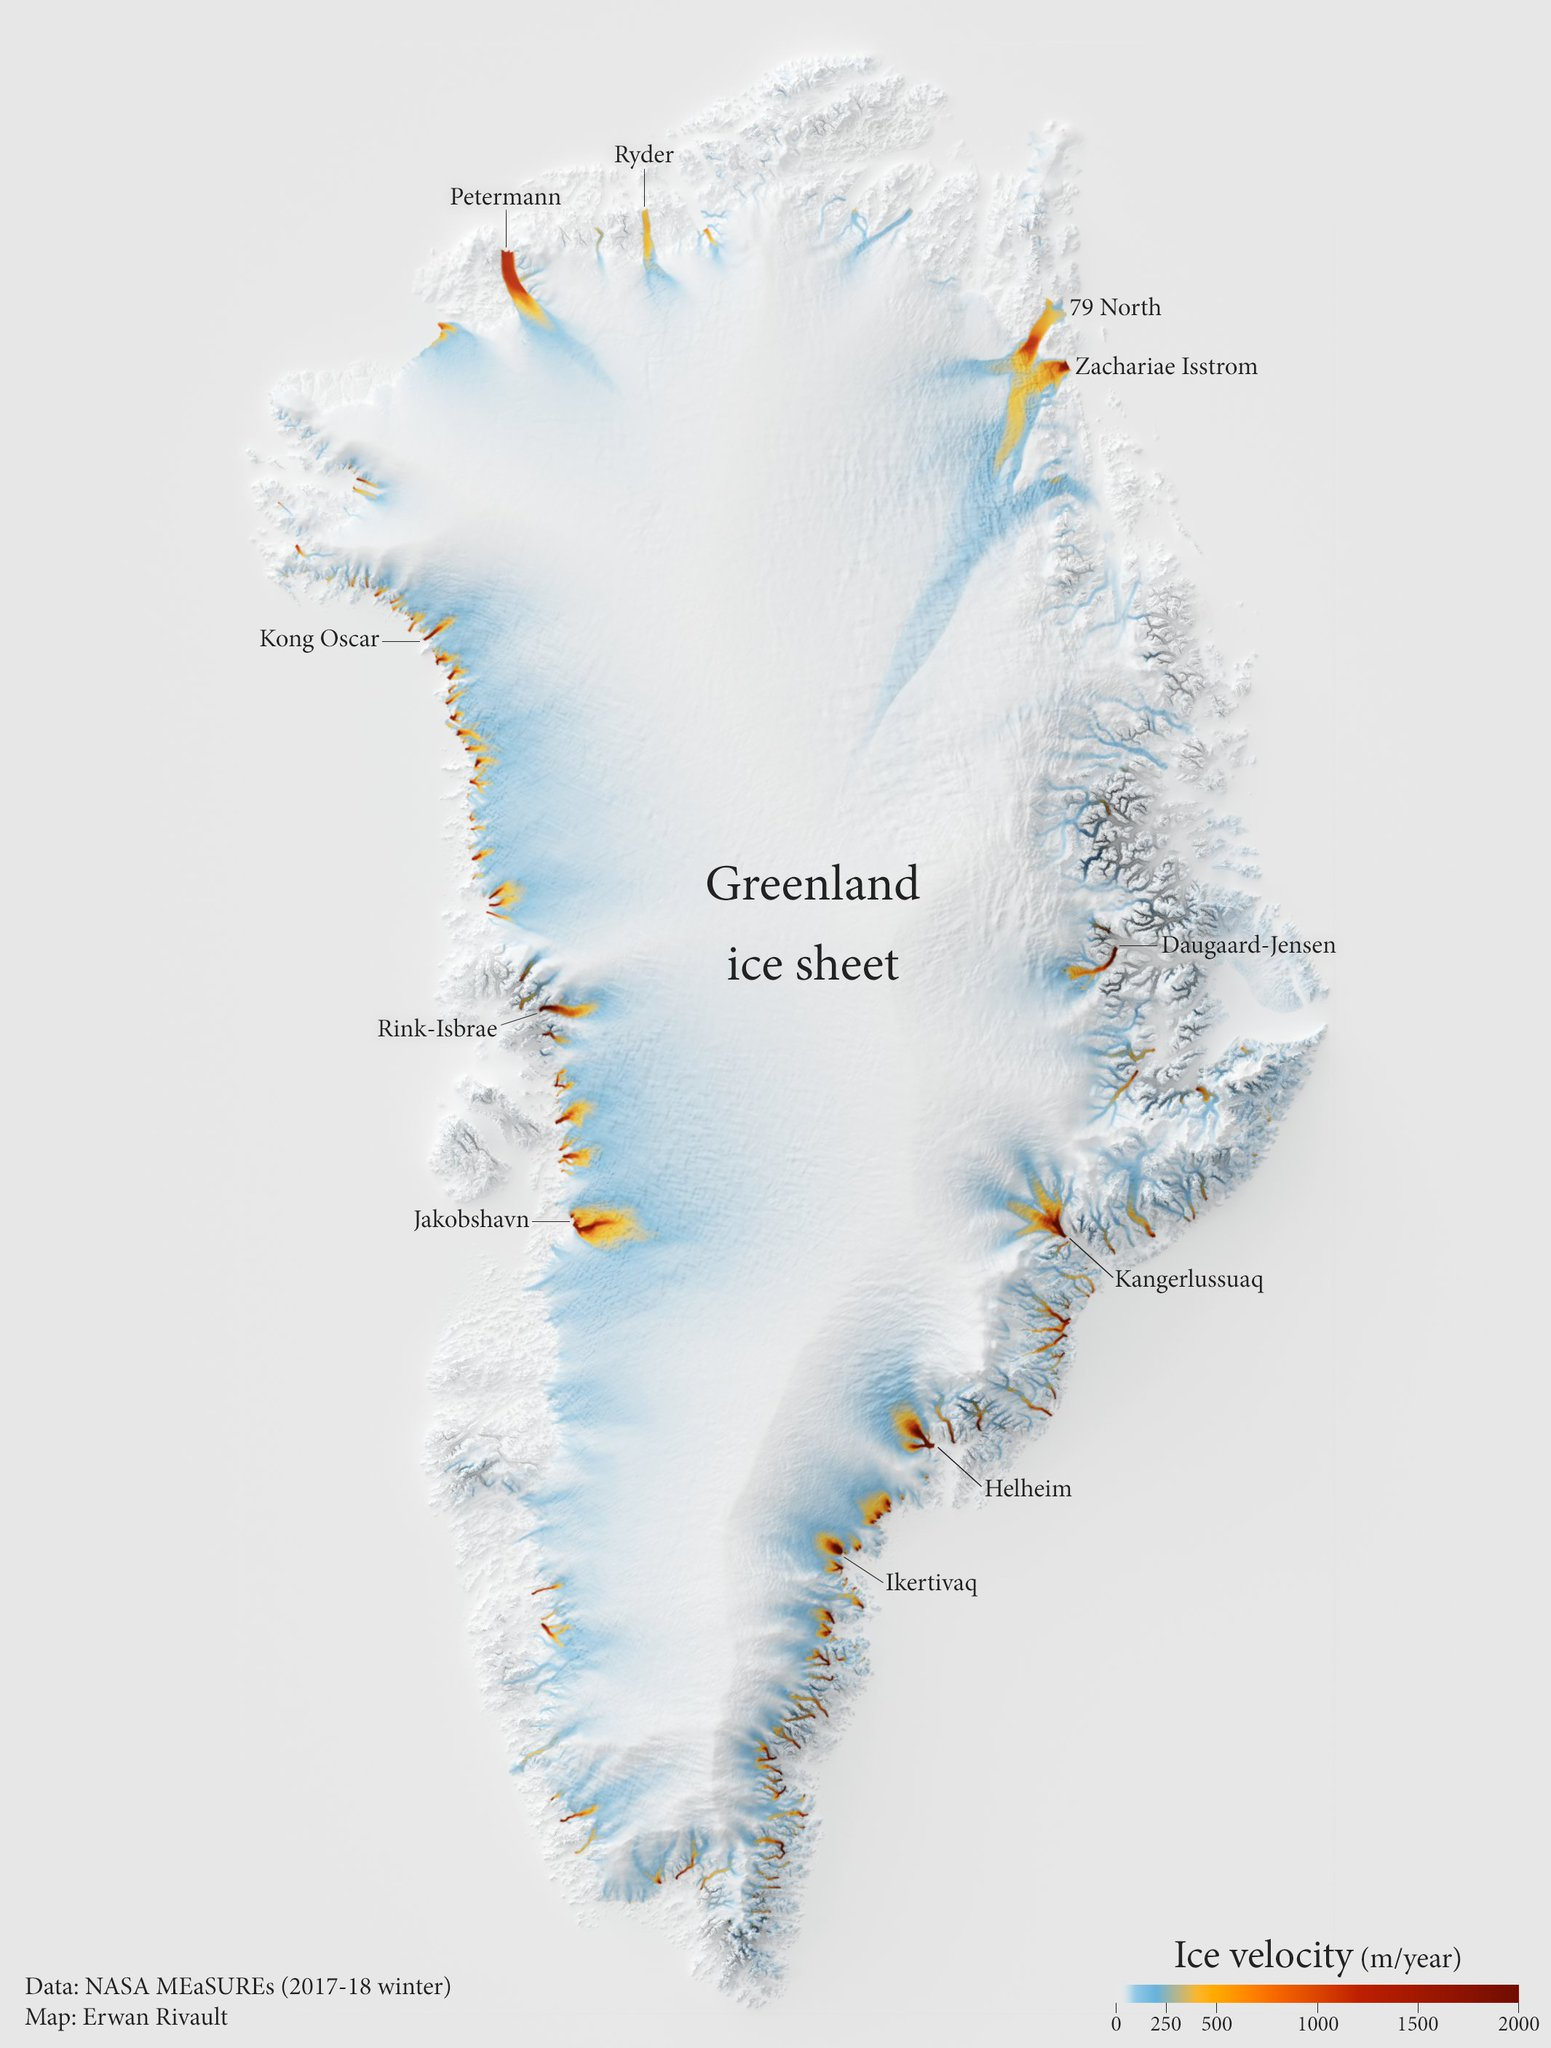 Ryder
Petermann
79 North
Zachariae Isstrom
Kong Oscar
Greenland
ice sheet
Daugaard-Jensen
Rink-Isbrae
Jakobshavn
Kangerlussuaq
Helheim
Ikertivaq
Ice velocity (m/year)
0 250 500 1000 1500 2000
Data: NASA MEaSUREs (2017-18 winter)
Map: Erwan Rivault